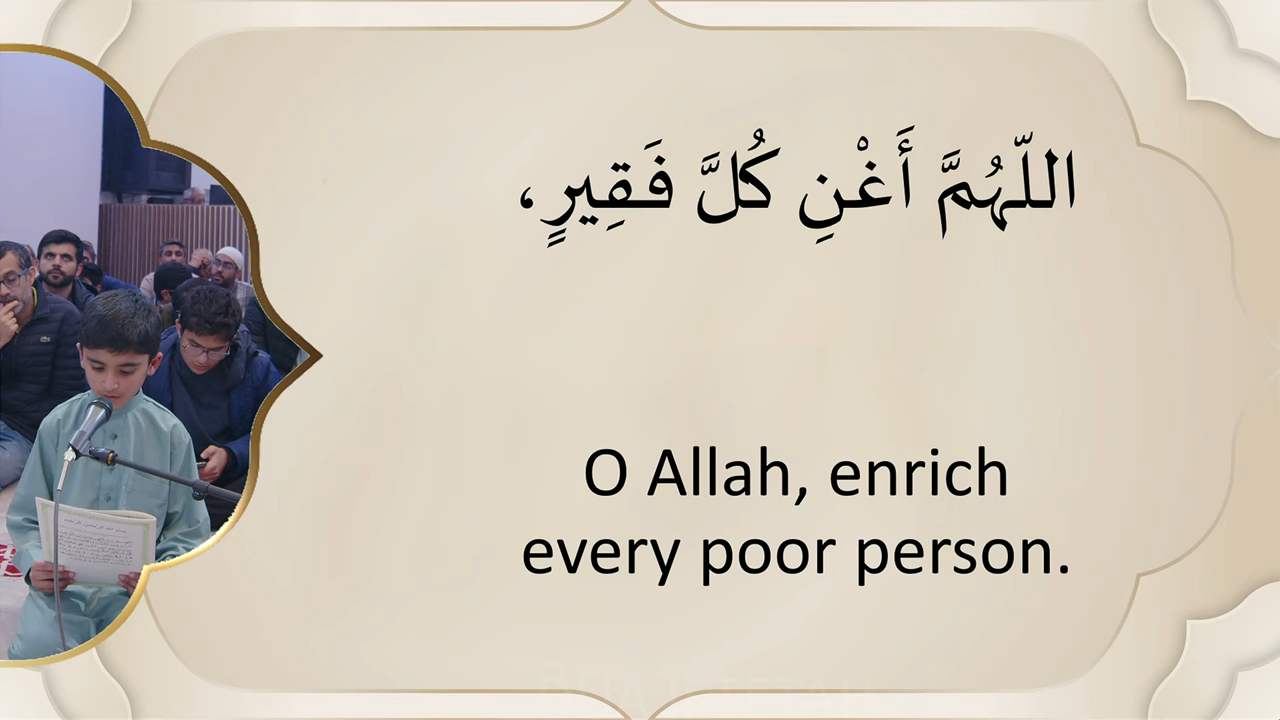 اللّٰهُمَّ أَغْنِ كُلَّ فَقِيرٍ،
O Allah, enrich
every poor person.